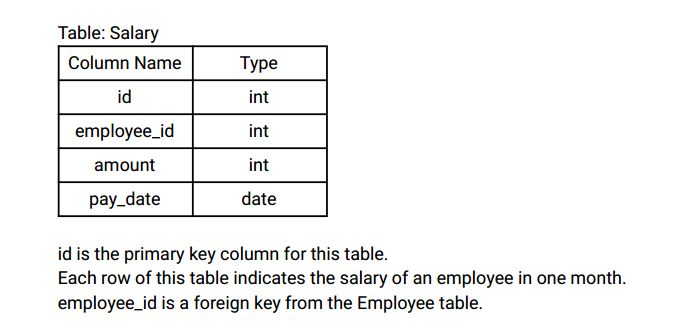 Table: Salary
Column Name Type
id int
employee_id int
amount int
pay_date date
id is the primary key column for this table.
Each row of this table indicates the salary of an employee in one month.
employee_id is a foreign key from the Employee table.